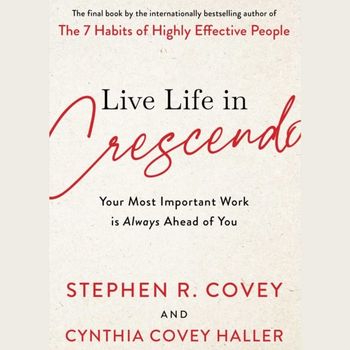 The final book by the internationally bestselling author of
The 7 Habits of Highly Effective People
Live Life in
Crescendo
Your Most Important Work
is Always Ahead of You
STEPHEN R. COVEY
AND
CYNTHIA COVEY HALLER